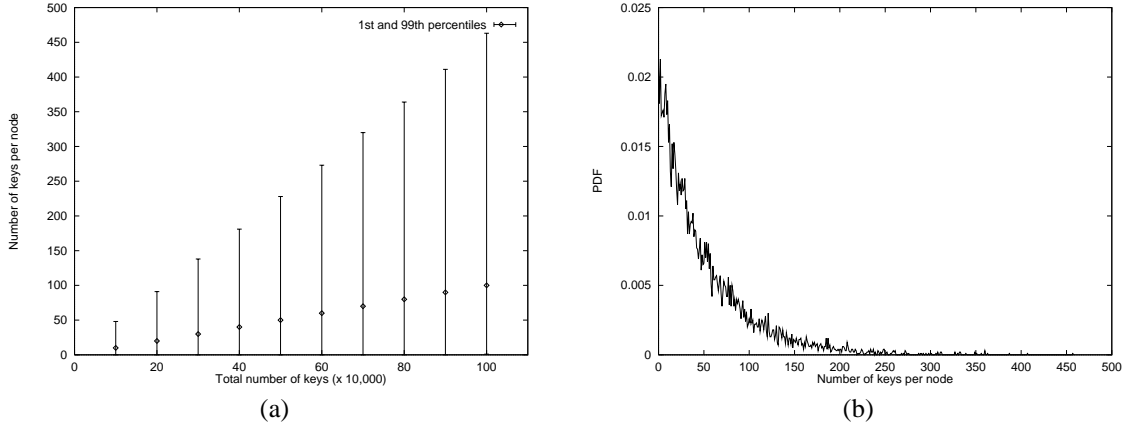 500
450
400
350
300
250
200
150
100
50
0
Number of keys per node
1st and 99th percentiles
0 20 40 60 80 100
Total number of keys (x 10,000)
(a)
0.025
0.02
0.015
0.01
0.005
0
PDF
0 50 100 150 200 250 300 350 400 450 500
Number of keys per node
(b)